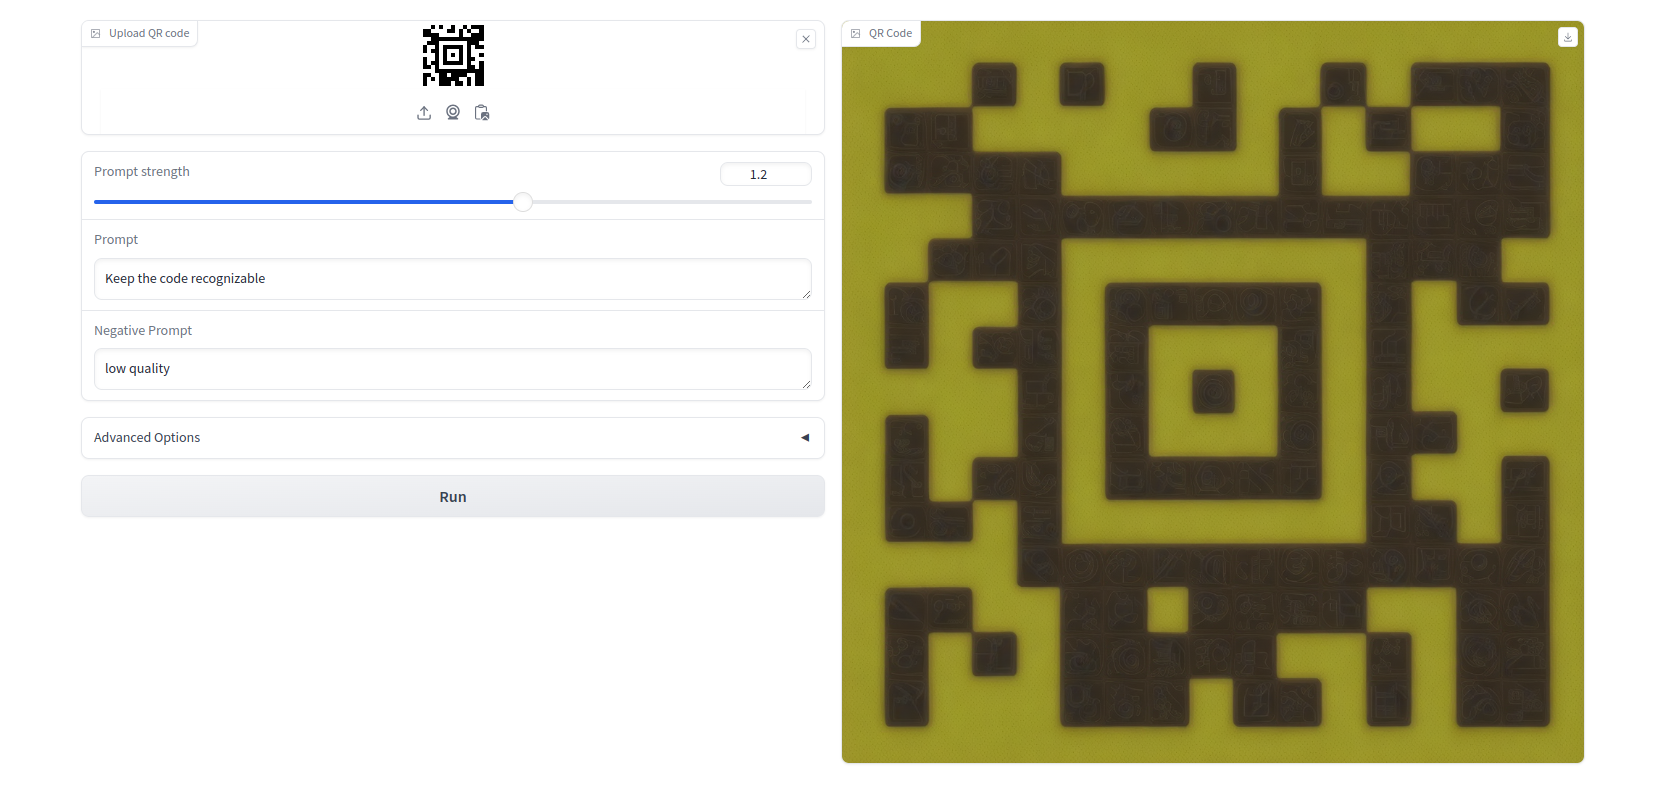 Upload QR code
Prompt strength
1.2
Prompt
Keep the code recognizable
Negative Prompt
low quality
Advanced Options
Run
QR Code